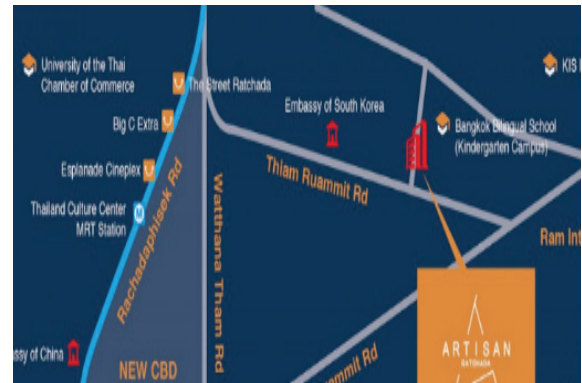 University of the Thai
Chamber of Commerce
The Street Ratchada
Big C Extra
Esplanade Cineplex
Thailand Culture Center
MRT Station
M
Rachadaphisek Rd
Watthana Tham Rd
Embassy of South Korea
Thiam Ruammit Rd
Bangkok Bilingual School
(Kindergarten Campus)
KIS I
Ram Int
ssy of China
NEW CBD
Ruammit Rd
ARTISAN
RATCHADA